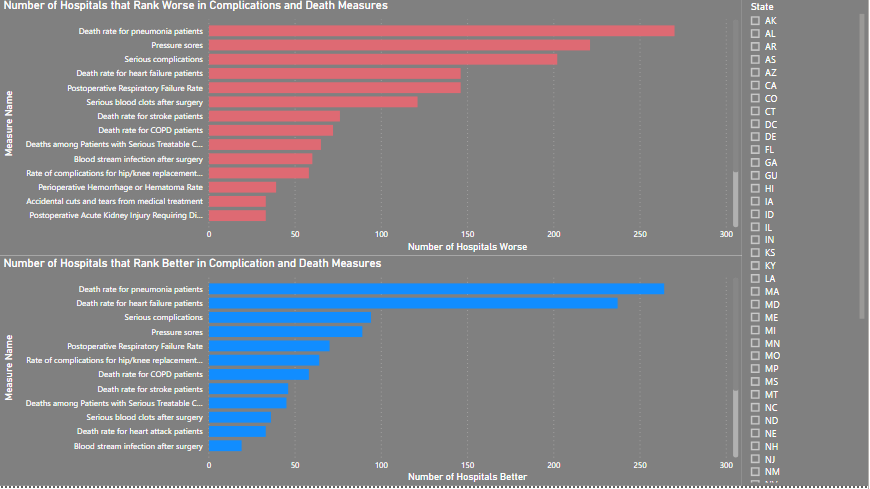 Number of Hospitals that Rank Worse in Complications and Death Measures
Measure Name
Death rate for pneumonia patients
Pressure sores
Serious complications
Death rate for heart failure patients
Postoperative Respiratory Failure Rate
Serious blood clots after surgery
Death rate for stroke patients
Death rate for COPD patients
Deaths among Patients with Serious Treatable C...
Blood stream infection after surgery
Rate of complications for hip/knee replacement...
Perioperative Hemorrhage or Hematoma Rate
Accidental cuts and tears from medical treatment
Postoperative Acute Kidney Injury Requiring Di...
0 50 100 150 200 250 300
Number of Hospitals Worse
Number of Hospitals that Rank Better in Complication and Death Measures
Measure Name
Death rate for pneumonia patients
Death rate for heart failure patients
Serious complications
Pressure sores
Postoperative Respiratory Failure Rate
Rate of complications for hip/knee replacement...
Death rate for COPD patients
Death rate for stroke patients
Deaths among Patients with Serious Treatable C...
Serious blood clots after surgery
Death rate for heart attack patients
Blood stream infection after surgery
0 50 100 150 200 250 300
Number of Hospitals Better
State
AK
AL
AR
AS
AZ
CA
CO
CT
DC
DE
FL
GA
GU
HI
IA
ID
IL
IN
KS
KY
LA
MA
MD
ME
MI
MN
MO
MP
MS
MT
NC
ND
NE
NH
NJ
NM